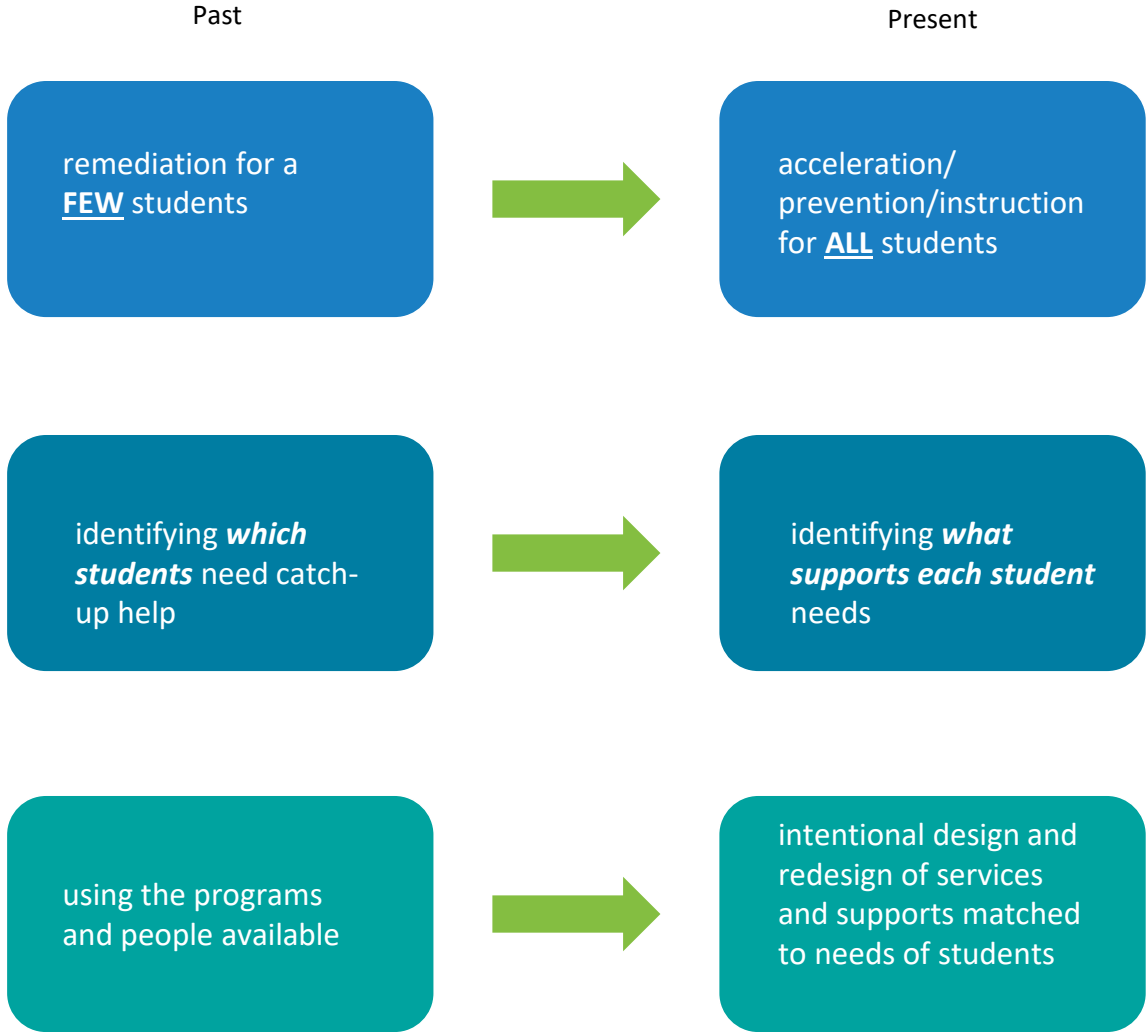 Past
Present
remediation for a
FEW students
acceleration/
prevention/instruction
for ALL students
identifying which
students need catch-
up help
identifying what
supports each student
needs
using the programs
and people available
intentional design and
redesign of services
and supports matched
to needs of students